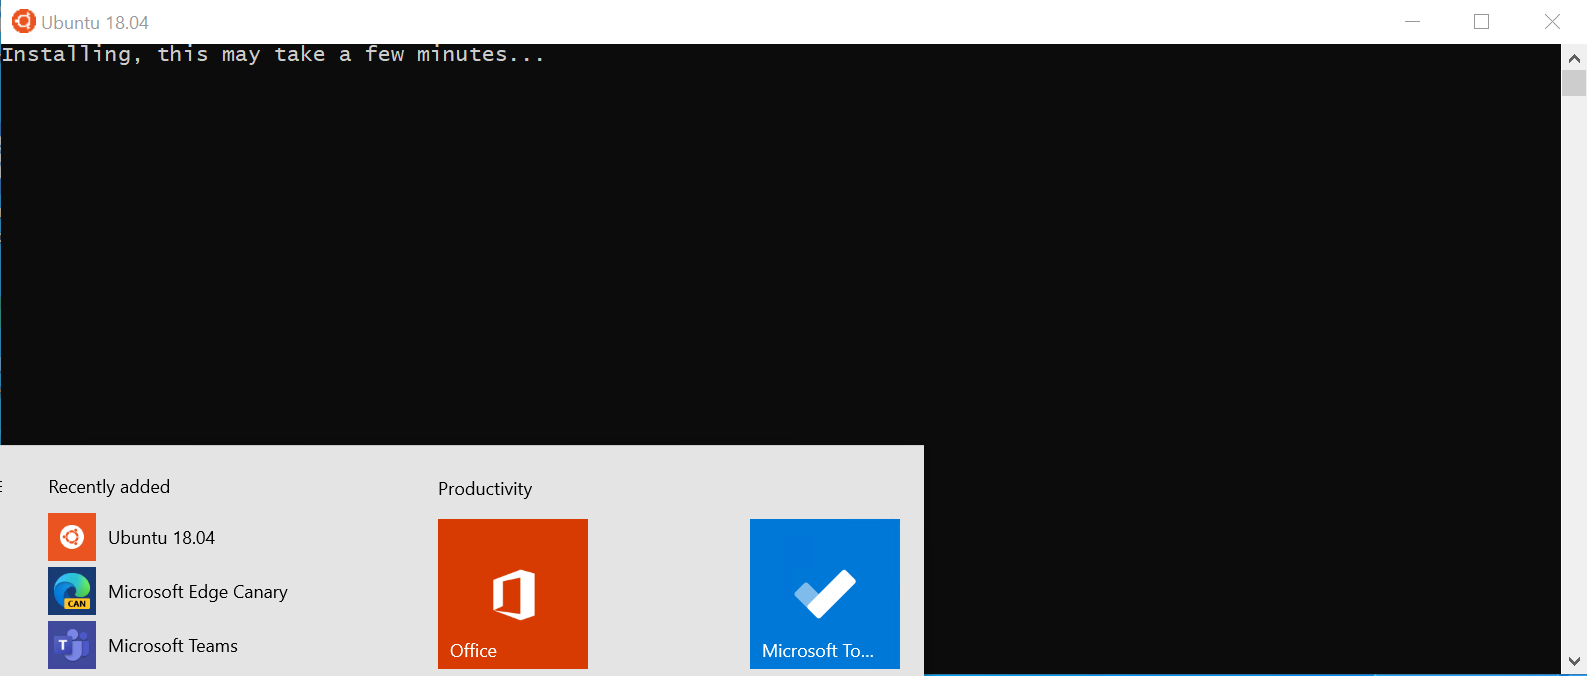 Ubuntu 18.04
Installing, this may take a few minutes...
Recently added
Ubuntu 18.04
CAN
Microsoft Edge Canary
T
Microsoft Teams
Productivity
Office
Microsoft To...